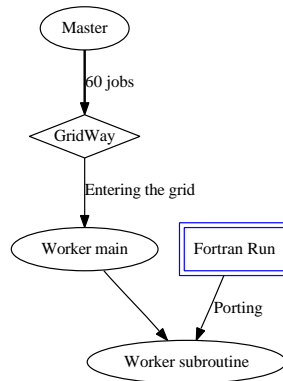 Master
60 jobs
GridWay
Entering the grid
Worker main
Fortran Run
Porting
Worker subroutine